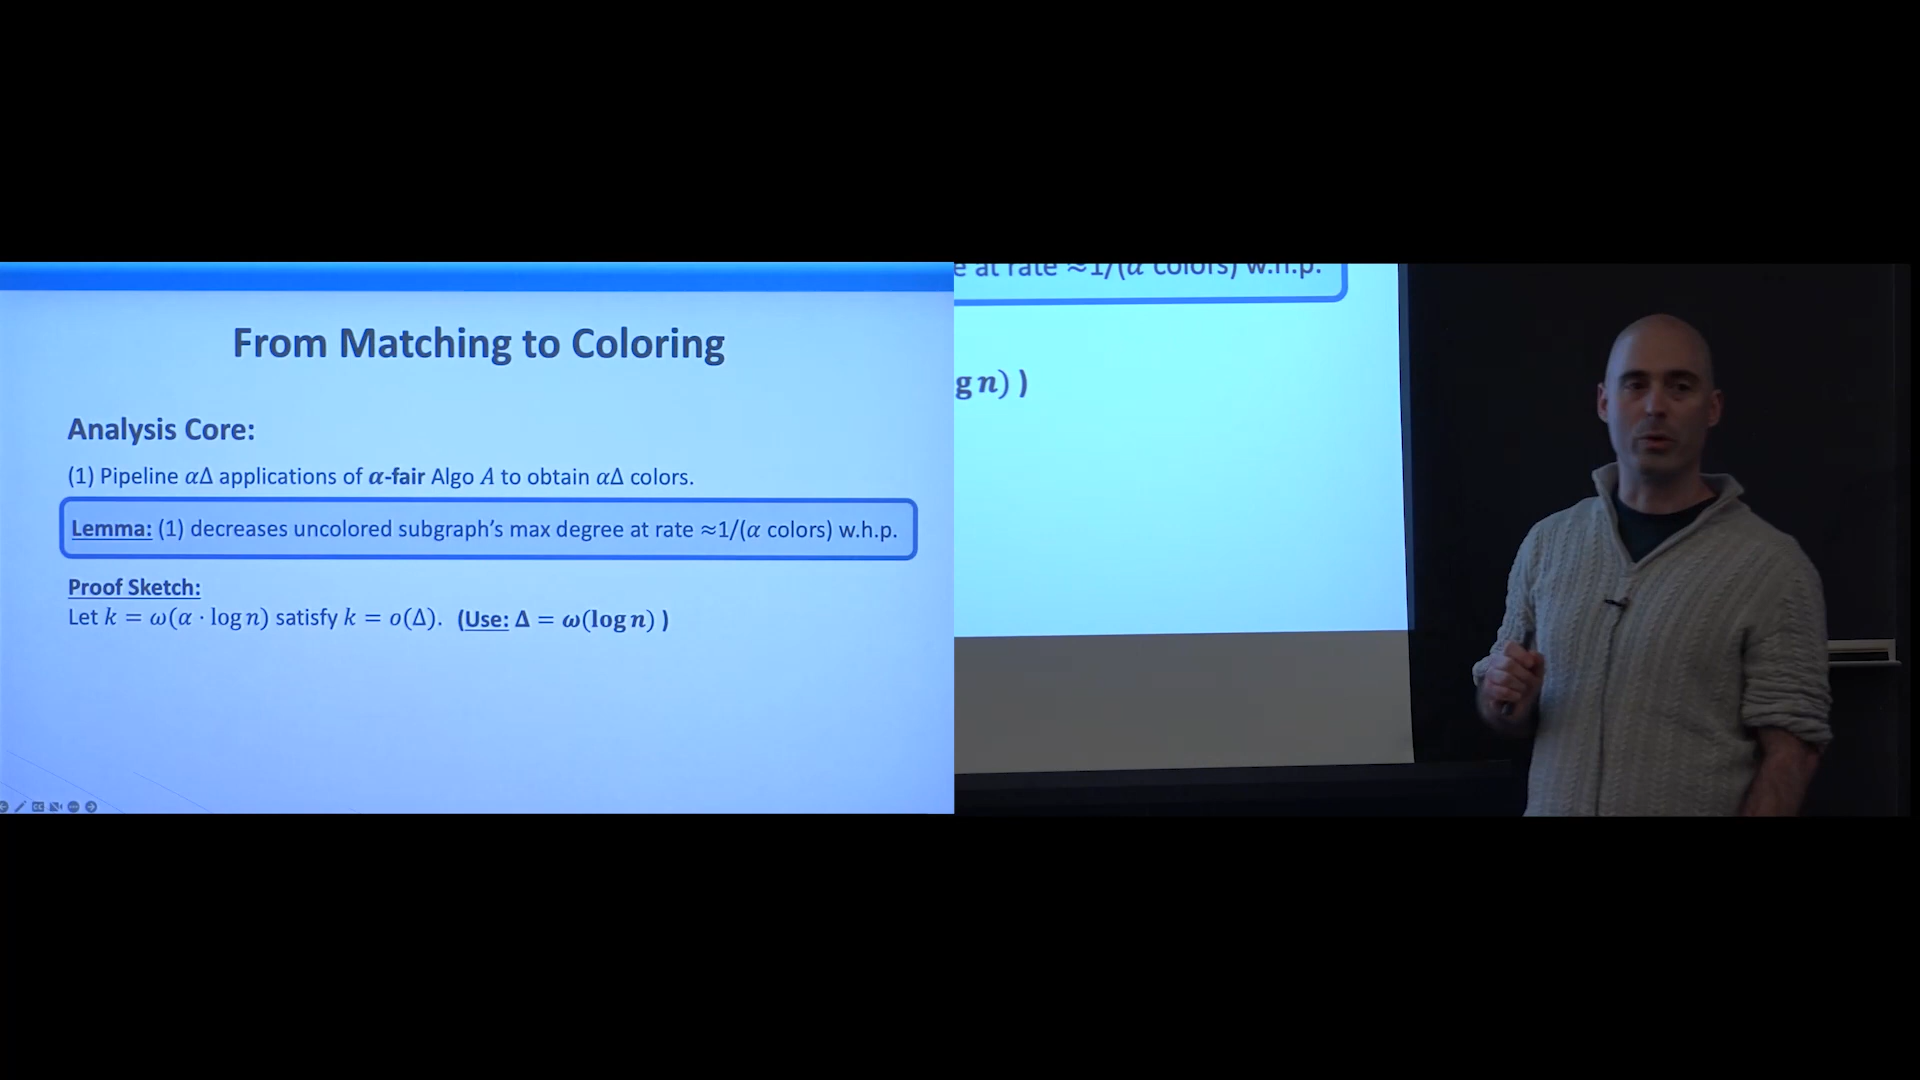 From Matching to Coloring
Analysis Core:
(1) Pipeline αΔ applications of α-fair Algo A to obtain αΔ colors.
Lemma: (1) decreases uncolored subgraph’s max degree at rate ≈1/(α colors) w.h.p.
Proof Sketch:
Let k = ω(α · log n) satisfy k = o(Δ). (Use: Δ = ω(log n) )
e at rate ≈1/(α colors) w.h.p.
g n) )